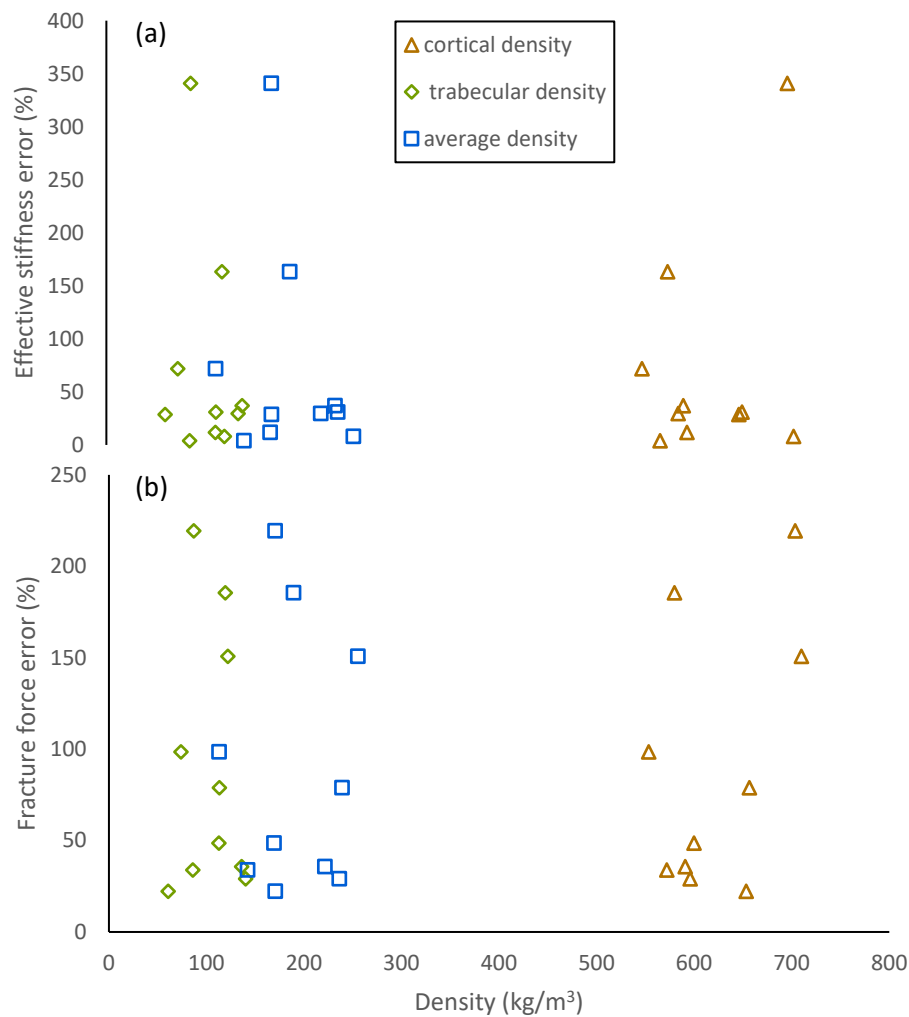 (a)
cortical density
trabecular density
average density
400
350
300
250
200
150
100
50
0
Effective stiffness error (%)
(b)
250
200
150
100
50
0
Fracture force error (%)
0 100 200 300 400 500 600 700 800
Density (kg/m³)